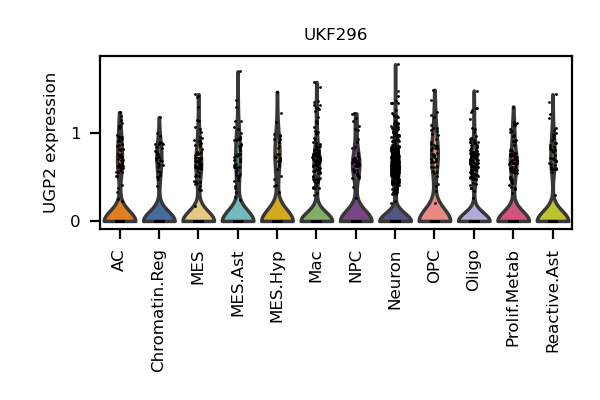 UKF296
UGP2 expression
1
0
AC
Chromatin.Reg
MES
MES.Ast
MES.Hyp
Mac
NPC
Neuron
OPC
Oligo
Prolif.Metab
Reactive.Ast